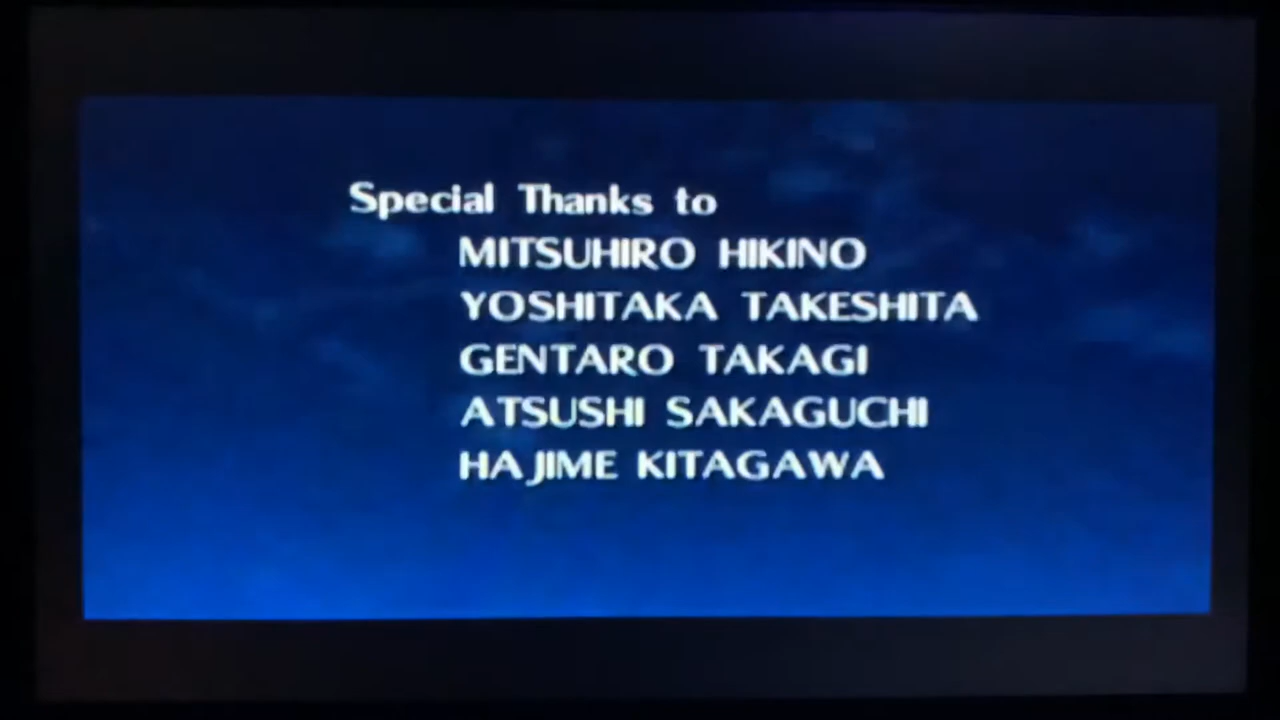 Special Thanks to
MITSUHIRO HIKINO
YOSHITAKA TAKESHITA
GENTARO TAKAGI
ATSUSHI SAKAGUCHI
HAJIME KITAGAWA